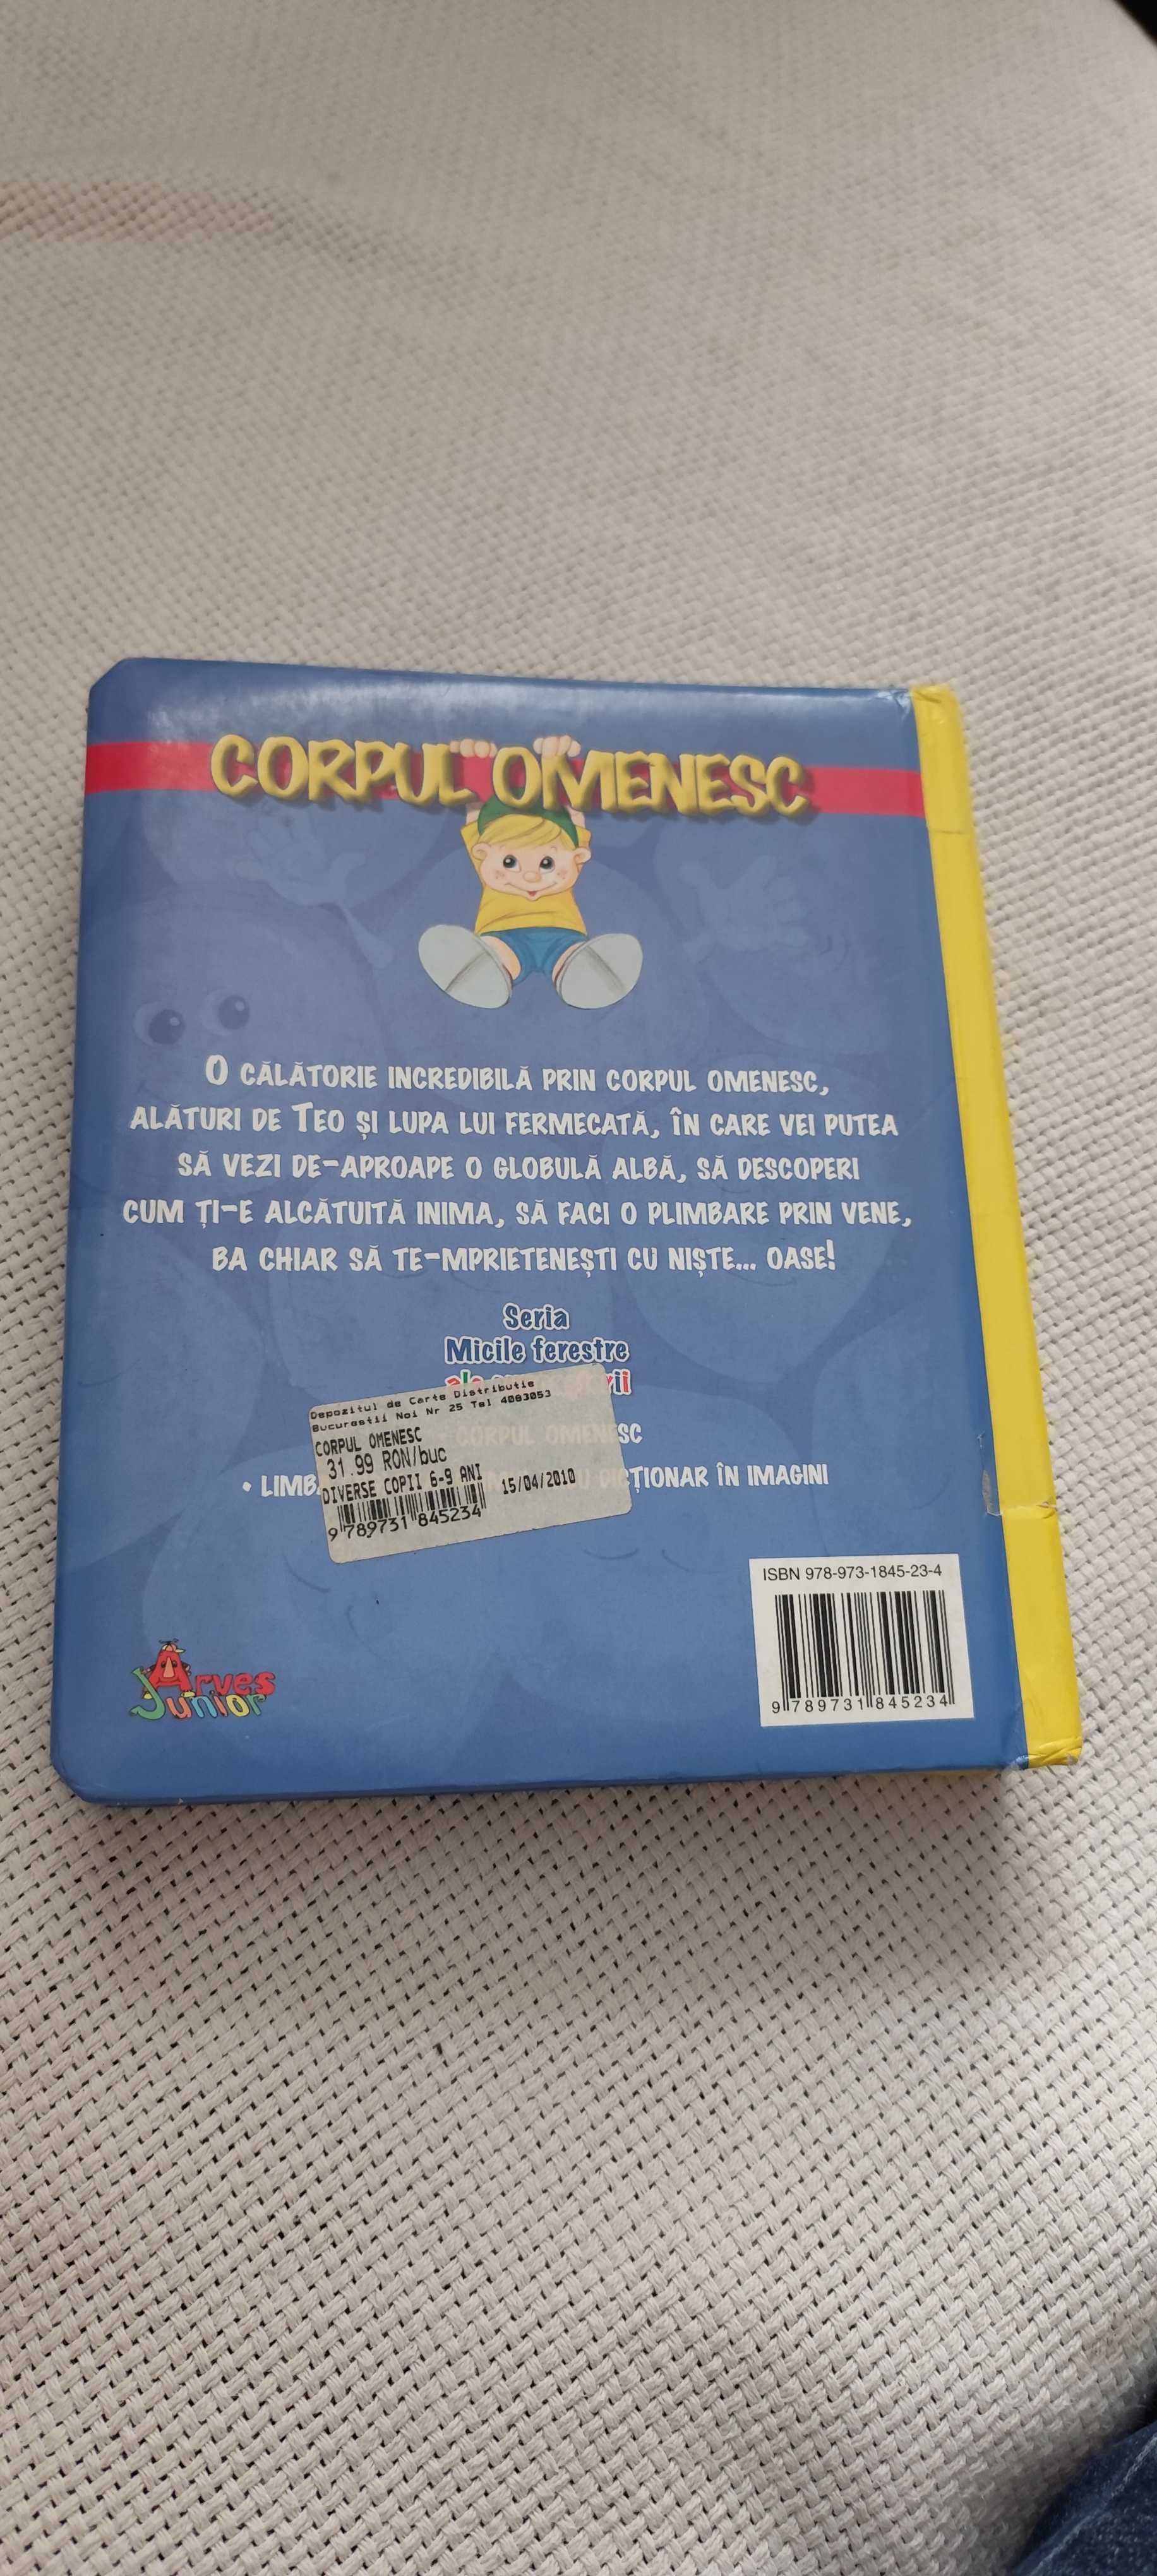 CORPUL OMENESC
O CĂLĂTORIE INCREDIBILĂ PRIN CORPUL OMENESC,
ALĂTURI DE TEO ȘI LUPA LUI FERMECATĂ, ÎN CARE VEI PUTEA
SĂ VEZI DE-APROAPE O GLOBULĂ ALBĂ, SĂ DESCOPERI
CUM ȚI-E ALCĂTUITĂ INIMA, SĂ FACI O PLIMBARE PRIN VENE,
BA CHIAR SĂ TE-MPRIETENEȘTI CU NIȘTE... OASE!
Seria
Micile ferestre
CORPUL OMENESC
DICȚIONAR ÎN IMAGINI
Depozitul de Carte Distributie
Bucurestii Noi Nr 25 Tel 4083053
CORPUL OMENESC
31.99 RON/buc
DIVERSE COPII 6-9 ANI 15/04/2010
9 789731 845234
ISBN 978-973-1845-23-4
9 789731 845234
Arves
Junior